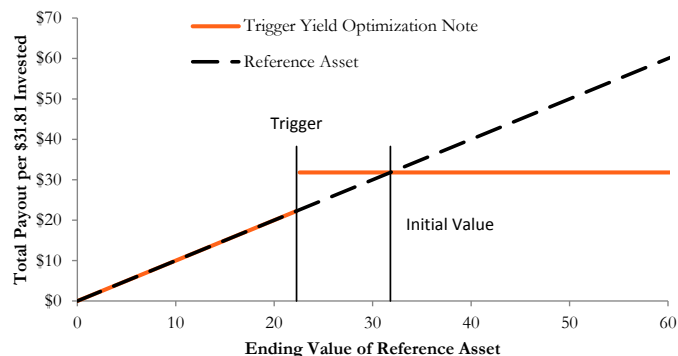 Trigger Yield Optimization Note
Reference Asset
Total Payout per $31.81 Invested
$70
$60
$50
$40
$30
$20
$10
$0
Trigger
Initial Value
0
10
20
30
40
50
60
Ending Value of Reference Asset